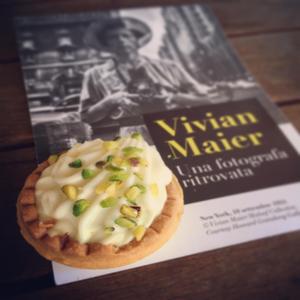 Vivian
Maier
Una fotografa
ritrovata
New York, 10 settembre 1955
© Vivian Maier/Maloof Collection,
Courtesy Howard Greenberg Gallery